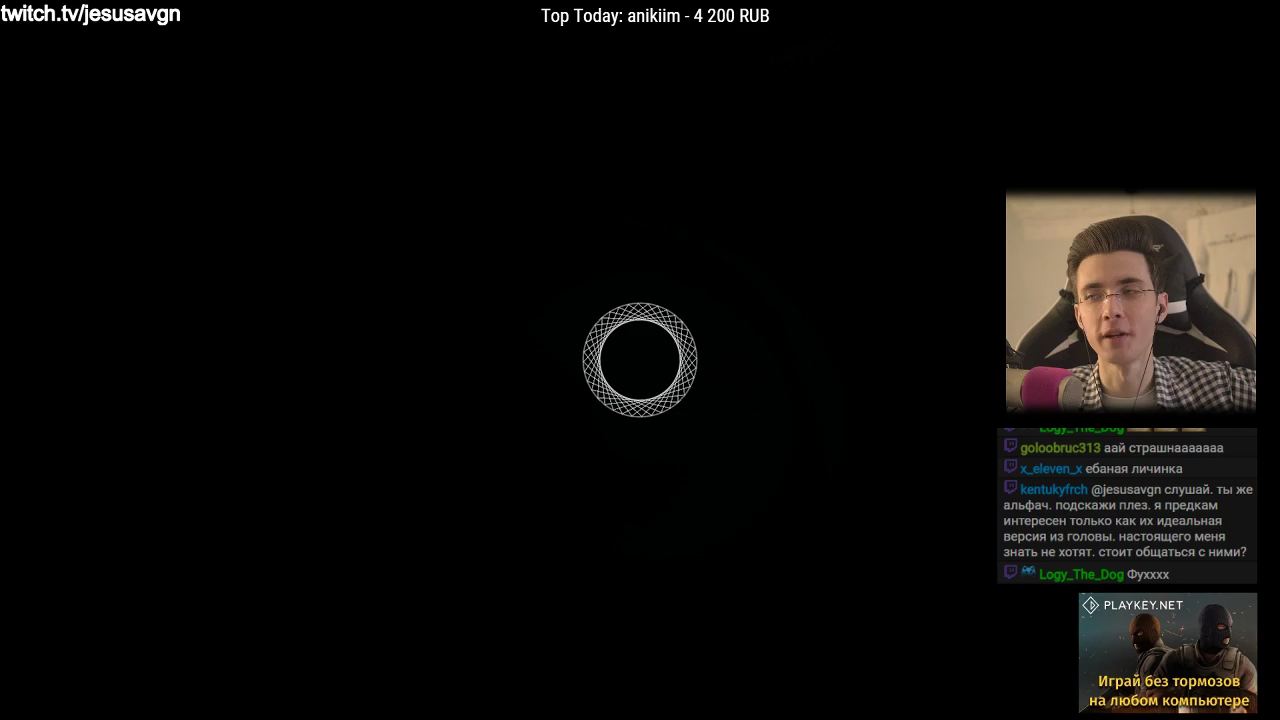 twitch.tv/jesusavgn
Top Today: anikiim - 4 200 RUB
Logy_The_Dog
goloobruc313 аай страшнааааааа
x_eleven_x ебаная личинка
kentukyfrch @jesusavgn слушай. ты же
альфач. подскажи плез. я предкам
интересен только как их идеальная
версия из головы. настоящего меня
знать не хотят. стоит общаться с ними?
Logy_The_Dog Фухххх
PLAYKEY.NET
Играй без тормозов
на любом компьютере